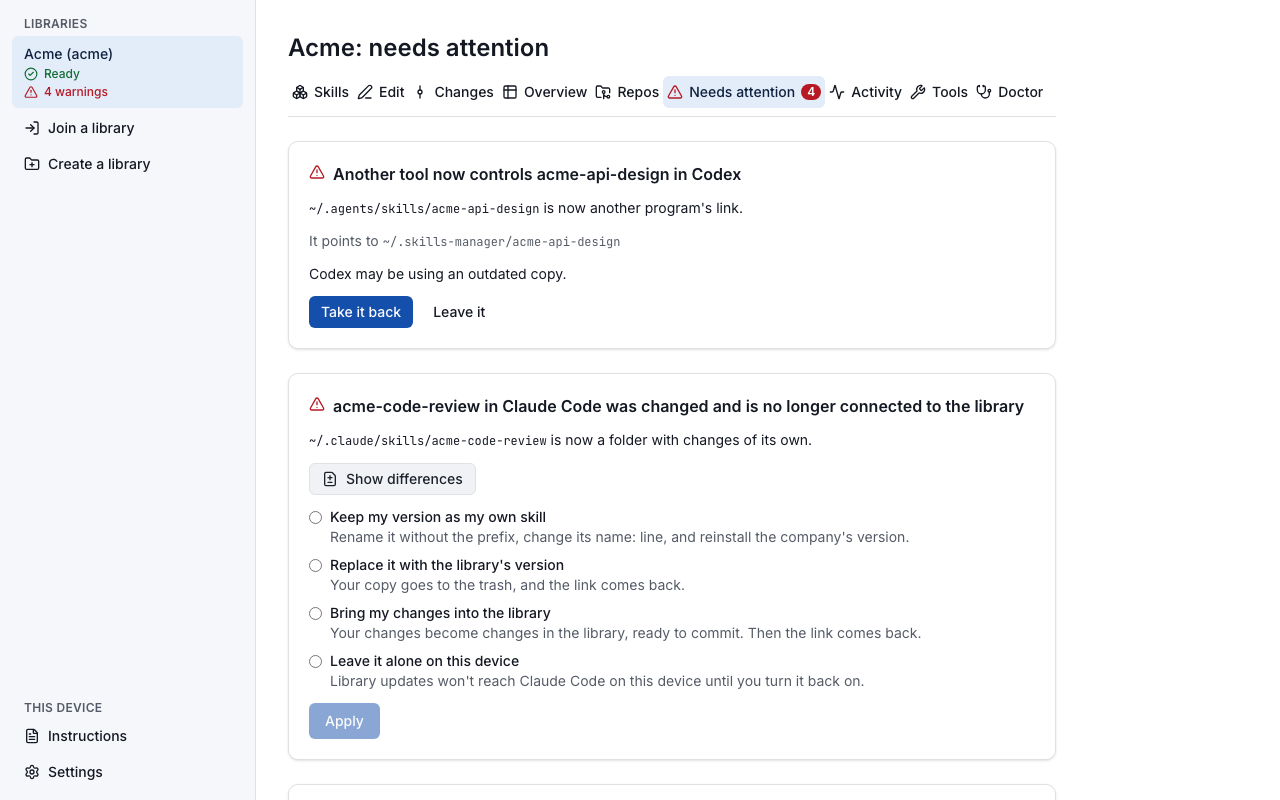 LIBRARIES
Acme (acme)
Ready
4 warnings
Join a library
Create a library
THIS DEVICE
Instructions
Settings
Acme: needs attention
Skills Edit Changes Overview Repos Needs attention 4 Activity Tools Doctor
Another tool now controls acme-api-design in Codex
~/.agents/skills/acme-api-design is now another program's link.
It points to ~/.skills-manager/acme-api-design
Codex may be using an outdated copy.
Take it back Leave it
acme-code-review in Claude Code was changed and is no longer connected to the library
~/.claude/skills/acme-code-review is now a folder with changes of its own.
Show differences
Keep my version as my own skill
Rename it without the prefix, change its name: line, and reinstall the company's version.
Replace it with the library's version
Your copy goes to the trash, and the link comes back.
Bring my changes into the library
Your changes become changes in the library, ready to commit. Then the link comes back.
Leave it alone on this device
Library updates won't reach Claude Code on this device until you turn it back on.
Apply